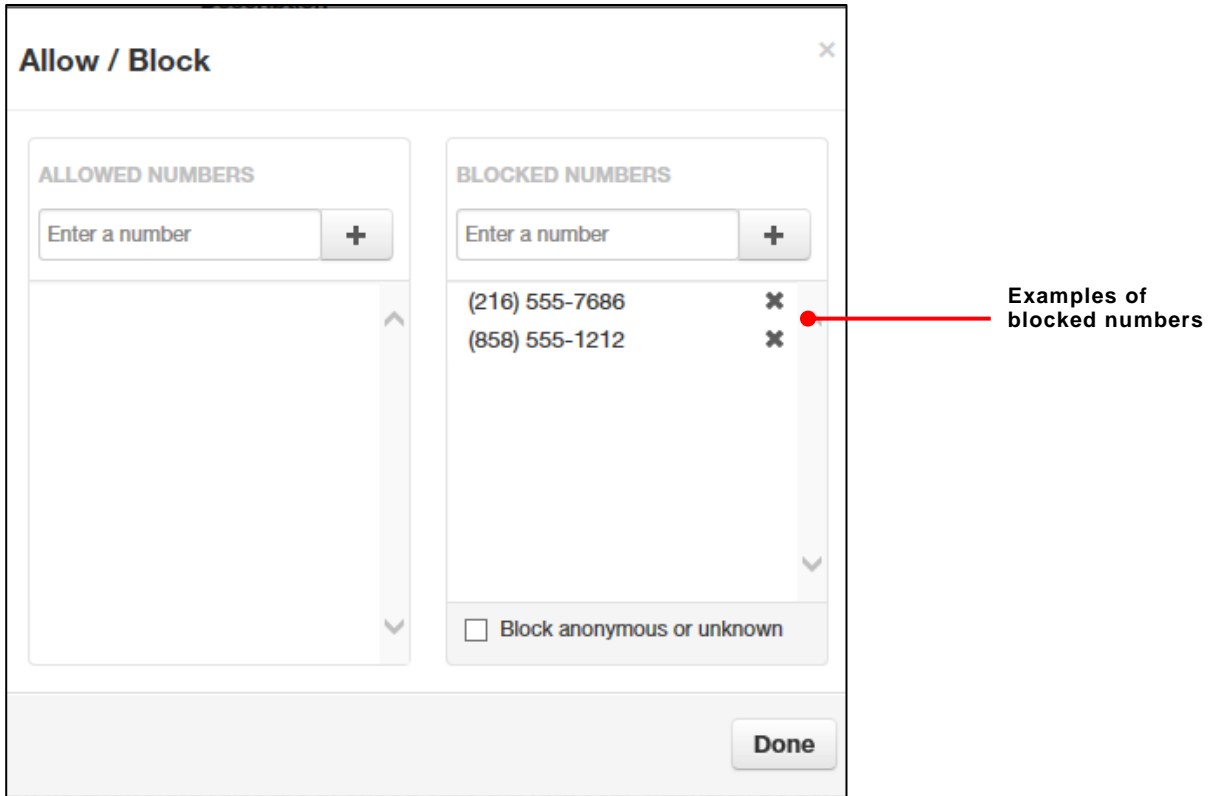 Allow / Block
ALLOWED NUMBERS
Enter a number
BLOCKED NUMBERS
Enter a number
(216) 555-7686
(858) 555-1212
Block anonymous or unknown
Done
Examples of
blocked numbers